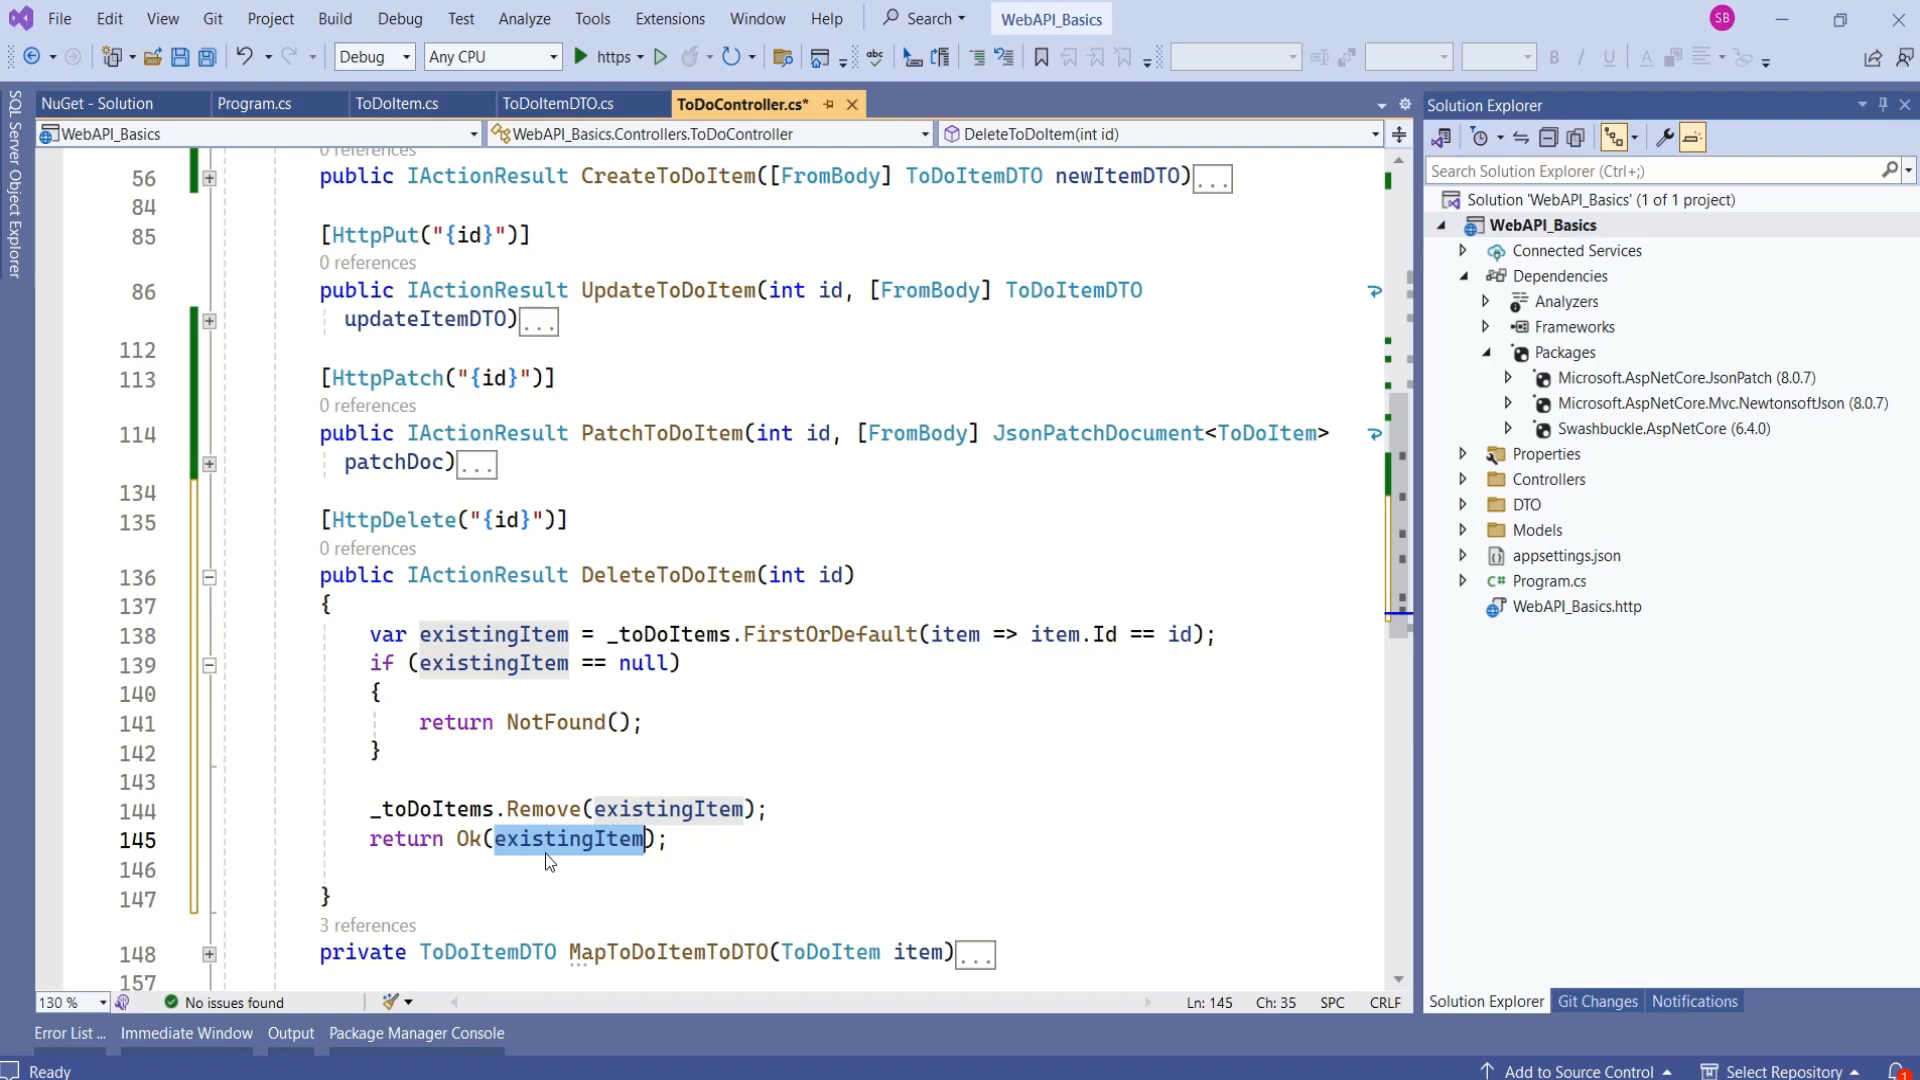 File Edit View Git Project Build Debug Test Analyze Tools Extensions Window Help Search WebAPI_Basics SB
Debug Any CPU https
SQL Server Object Explorer
NuGet - Solution Program.cs ToDoItem.cs ToDoItemDTO.cs ToDoController.cs*
WebAPI_Basics WebAPI_Basics.Controllers.ToDoController DeleteToDoItem(int id)
0 references
56 public IActionResult CreateToDoItem([FromBody] ToDoItemDTO newItemDTO)...
84
85 [HttpPut("{id}")]
0 references
86 public IActionResult UpdateToDoItem(int id, [FromBody] ToDoItemDTO
updateItemDTO)...
112
113 [HttpPatch("{id}")]
0 references
114 public IActionResult PatchToDoItem(int id, [FromBody] JsonPatchDocument<ToDoItem>
patchDoc)...
134
135 [HttpDelete("{id}")]
0 references
136 public IActionResult DeleteToDoItem(int id)
137 {
138 var existingItem = _toDoItems.FirstOrDefault(item => item.Id == id);
139 if (existingItem == null)
140 {
141 return NotFound();
142 }
143
144 _toDoItems.Remove(existingItem);
145 return Ok(existingItem);
146
147 }
3 references
148 private ToDoItemDTO MapToDoItemToDTO(ToDoItem item)...
157
130 % No issues found Ln: 145 Ch: 35 SPC CRLF
Error List ... Immediate Window Output Package Manager Console
Solution Explorer
Search Solution Explorer (Ctrl+;)
Solution 'WebAPI_Basics' (1 of 1 project)
WebAPI_Basics
Connected Services
Dependencies
Analyzers
Frameworks
Packages
Microsoft.AspNetCore.JsonPatch (8.0.7)
Microsoft.AspNetCore.Mvc.NewtonsoftJson (8.0.7)
Swashbuckle.AspNetCore (6.4.0)
Properties
Controllers
DTO
Models
appsettings.json
C# Program.cs
WebAPI_Basics.http
Solution Explorer Git Changes Notifications
Ready Add to Source Control Select Repository 1